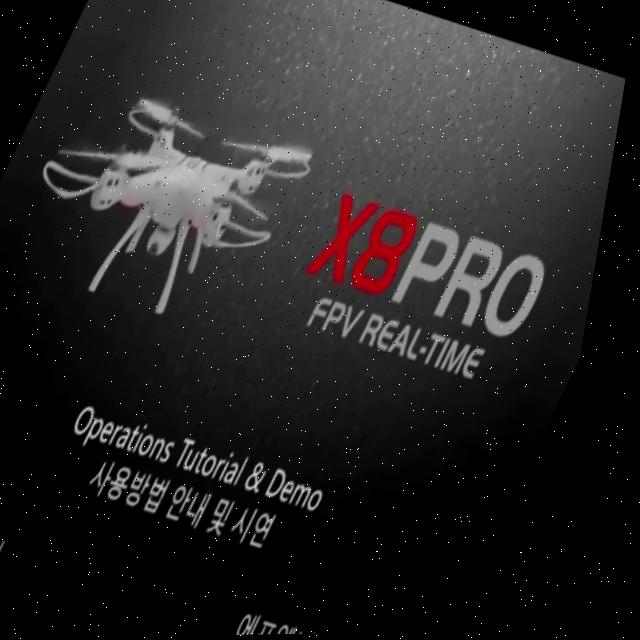 X8PRO
FPV REAL-TIME
Operations Tutorial & Demo
사용방법 안내 및 시연